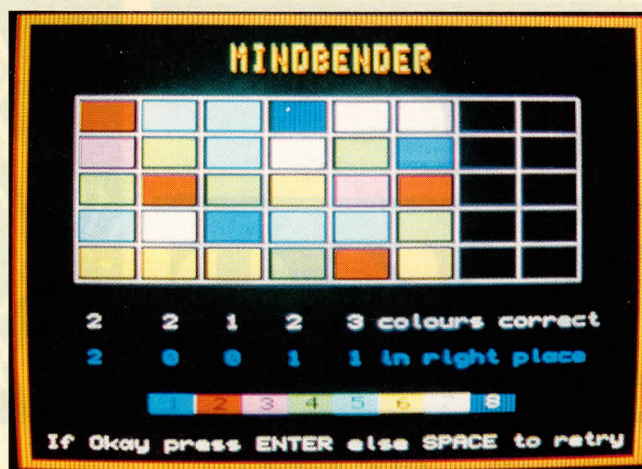 MINDBENDER
2 2 1 2 3 colours correct
2 0 0 1 1 in right place
1 2 3 4 5 6 7 8
If Okay press ENTER else SPACE to retry